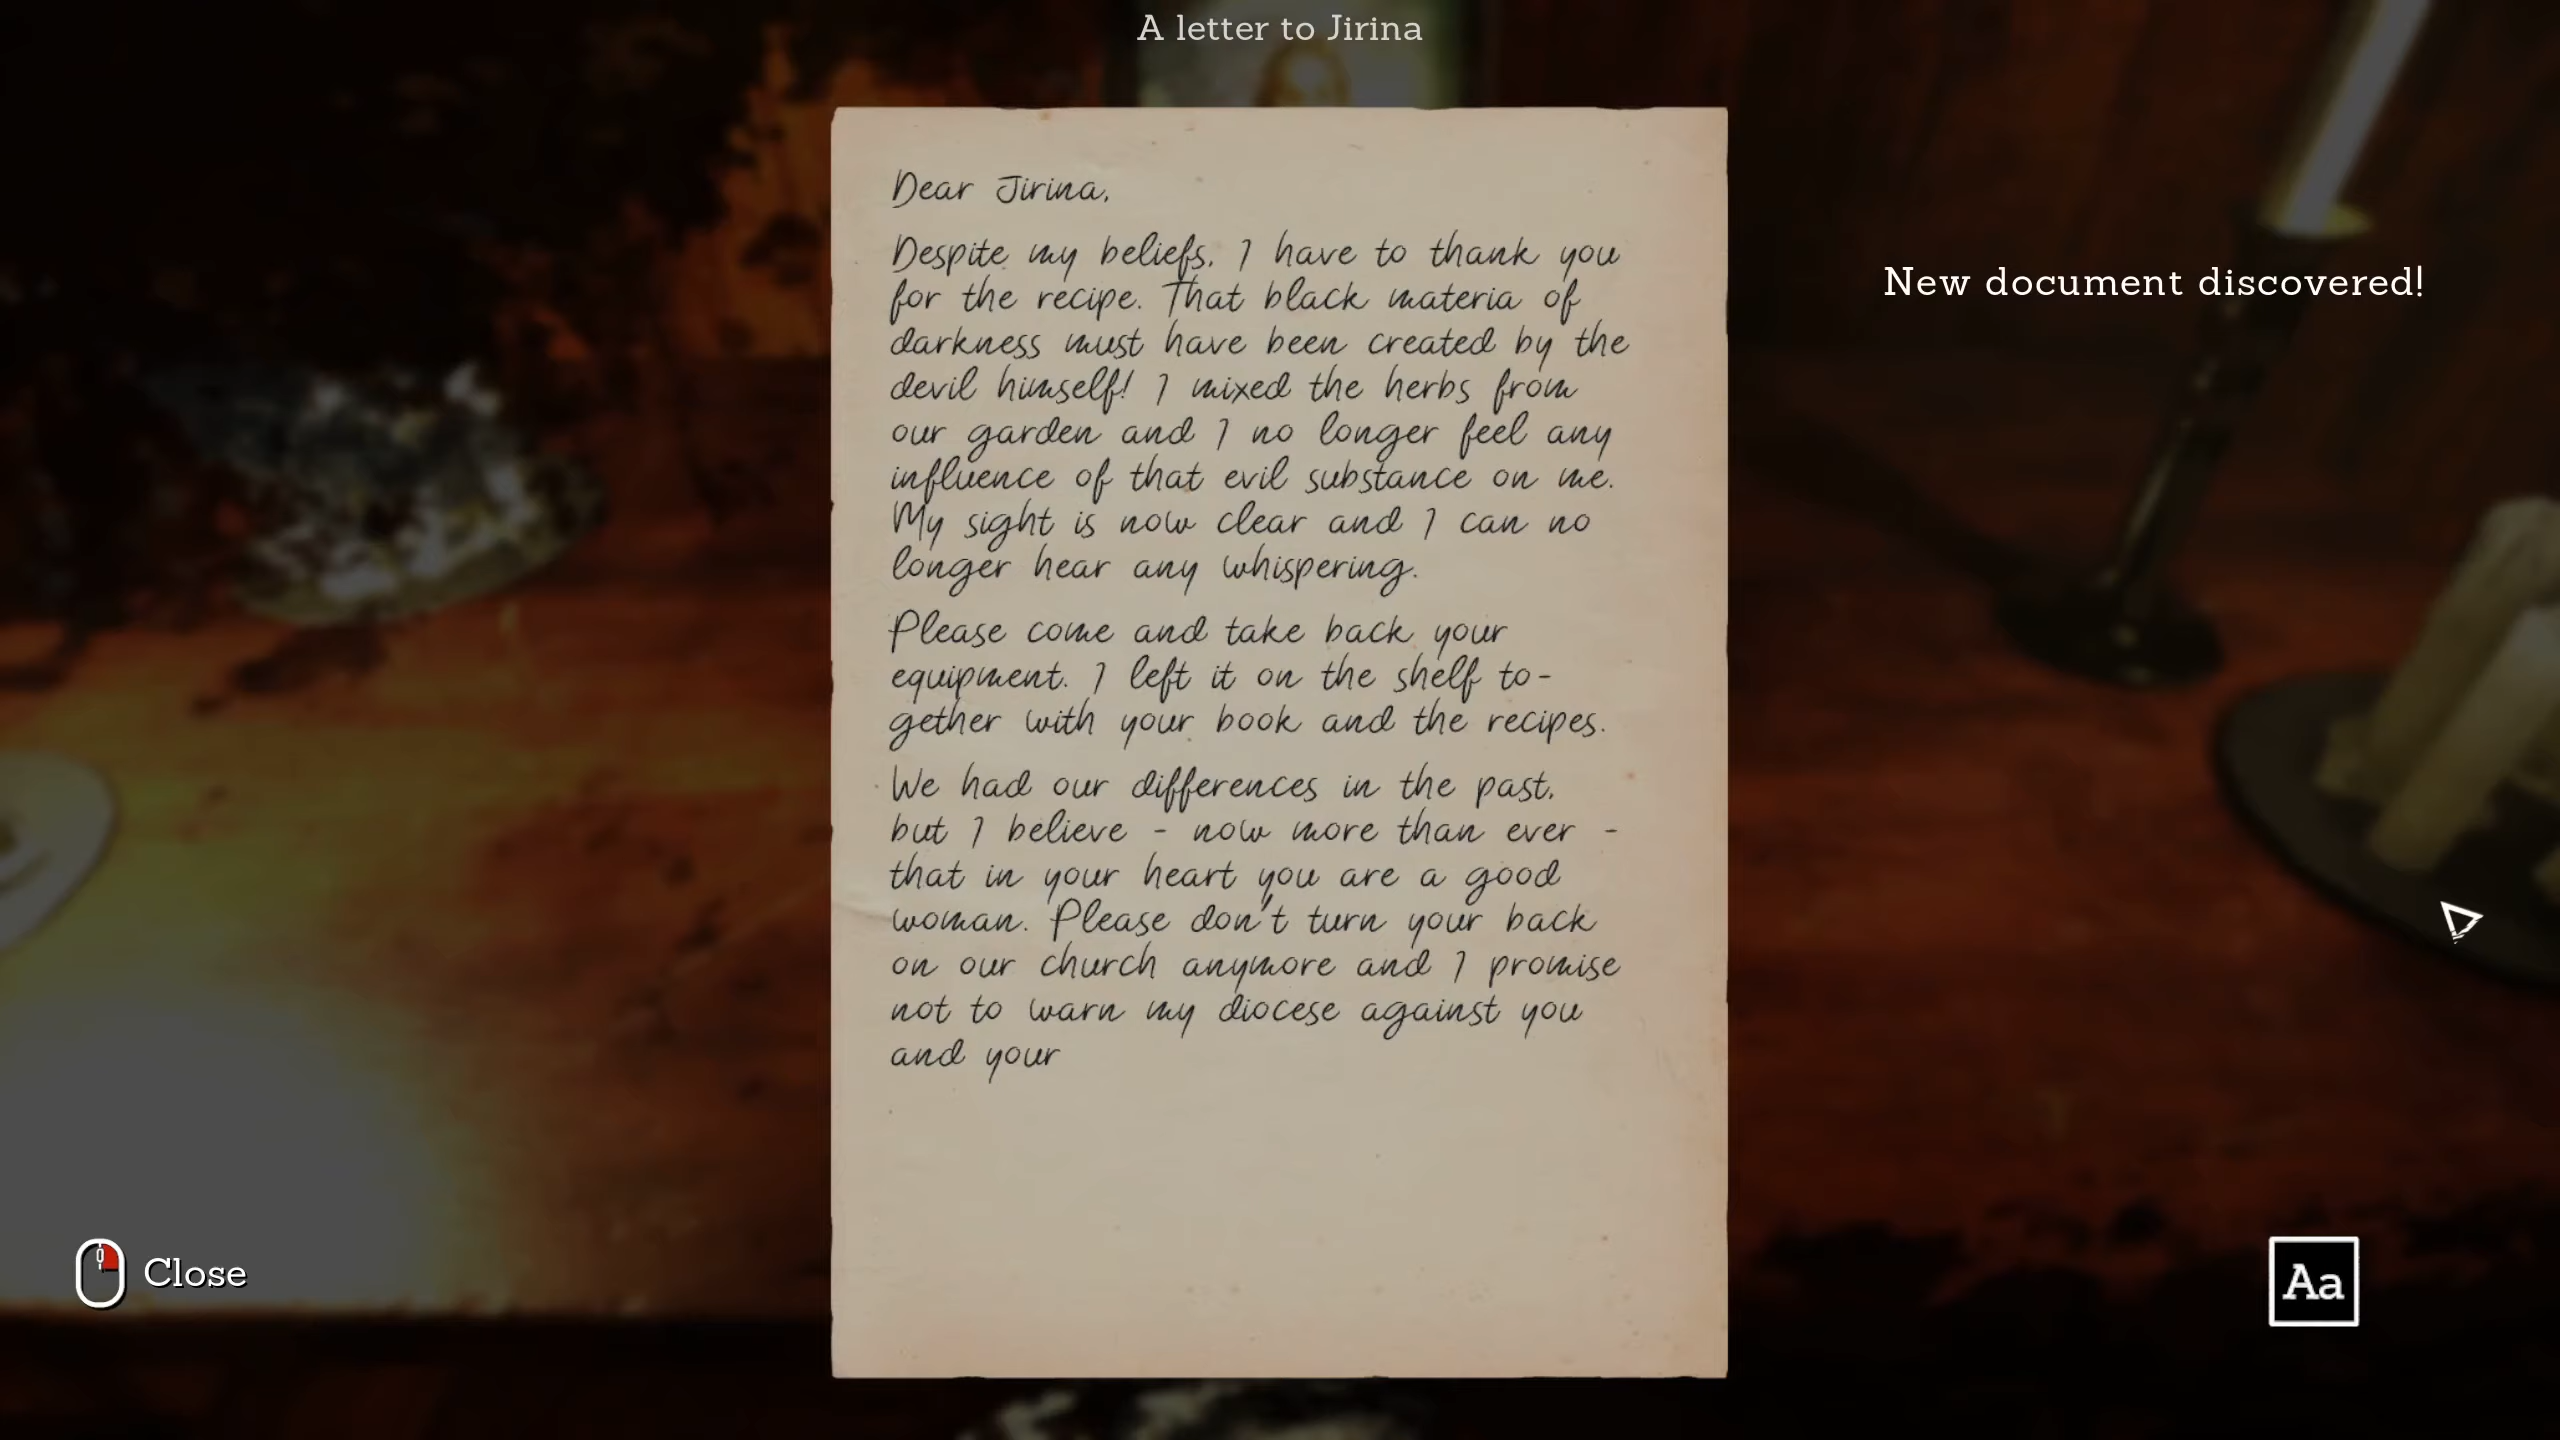 A letter to Jirina
New document discovered!
Dear Jirina,
Despite my beliefs, I have to thank you
for the recipe. That black materia of
darkness must have been created by the
devil himself! I mixed the herbs from
our garden and I no longer feel any
influence of that evil substance on me.
My sight is now clear and I can no
longer hear any whispering.
Please come and take back your
equipment. I left it on the shelf to-
gether with your book and the recipes.
We had our differences in the past,
but I believe - now more than ever -
that in your heart you are a good
woman. Please don't turn your back
on our church anymore and I promise
not to warn my diocese against you
and your
Close
Aa